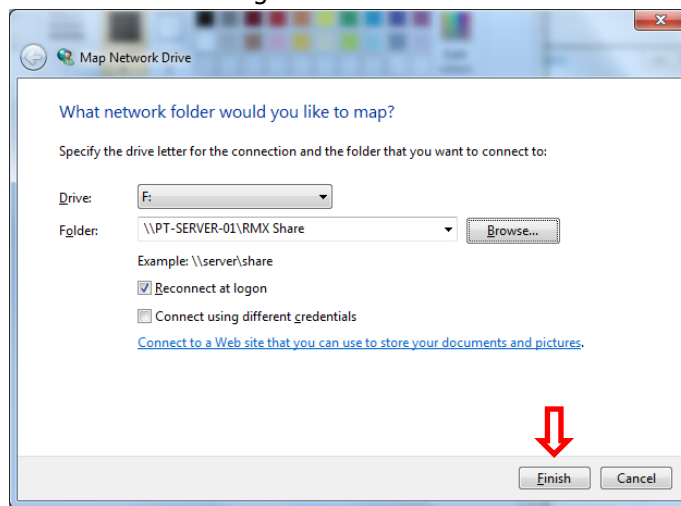 Map Network Drive
What network folder would you like to map?
Specify the drive letter for the connection and the folder that you want to connect to:
Drive: F:
Folder: \\PT-SERVER-01\RMX Share Browse...
Example: \\server\share
Reconnect at logon
Connect using different credentials
Connect to a Web site that you can use to store your documents and pictures.
Finish Cancel